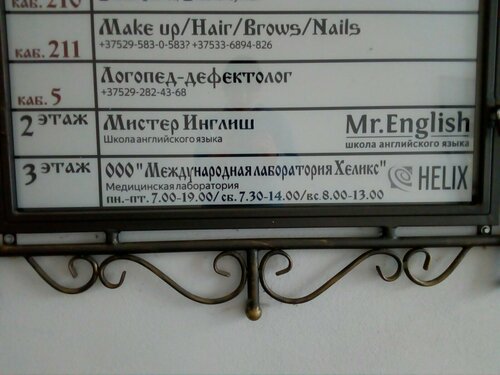 каб. 210
каб. 211
Make up/Hair/Brows/Nails
+37529-583-0-583? +37533-6894-826
каб. 5
Логопед-дефектолог
+37529-282-43-68
2 этаж
Мистер Инглиш
Школа английского языка
Mr.English
школа английского языка
3 этаж
ООО "Международная лаборатория Хеликс"
Медицинская лаборатория
пн.-пт. 7.00-19.00/сб. 7.30-14.00/вс. 8.00-13.00
HELIX